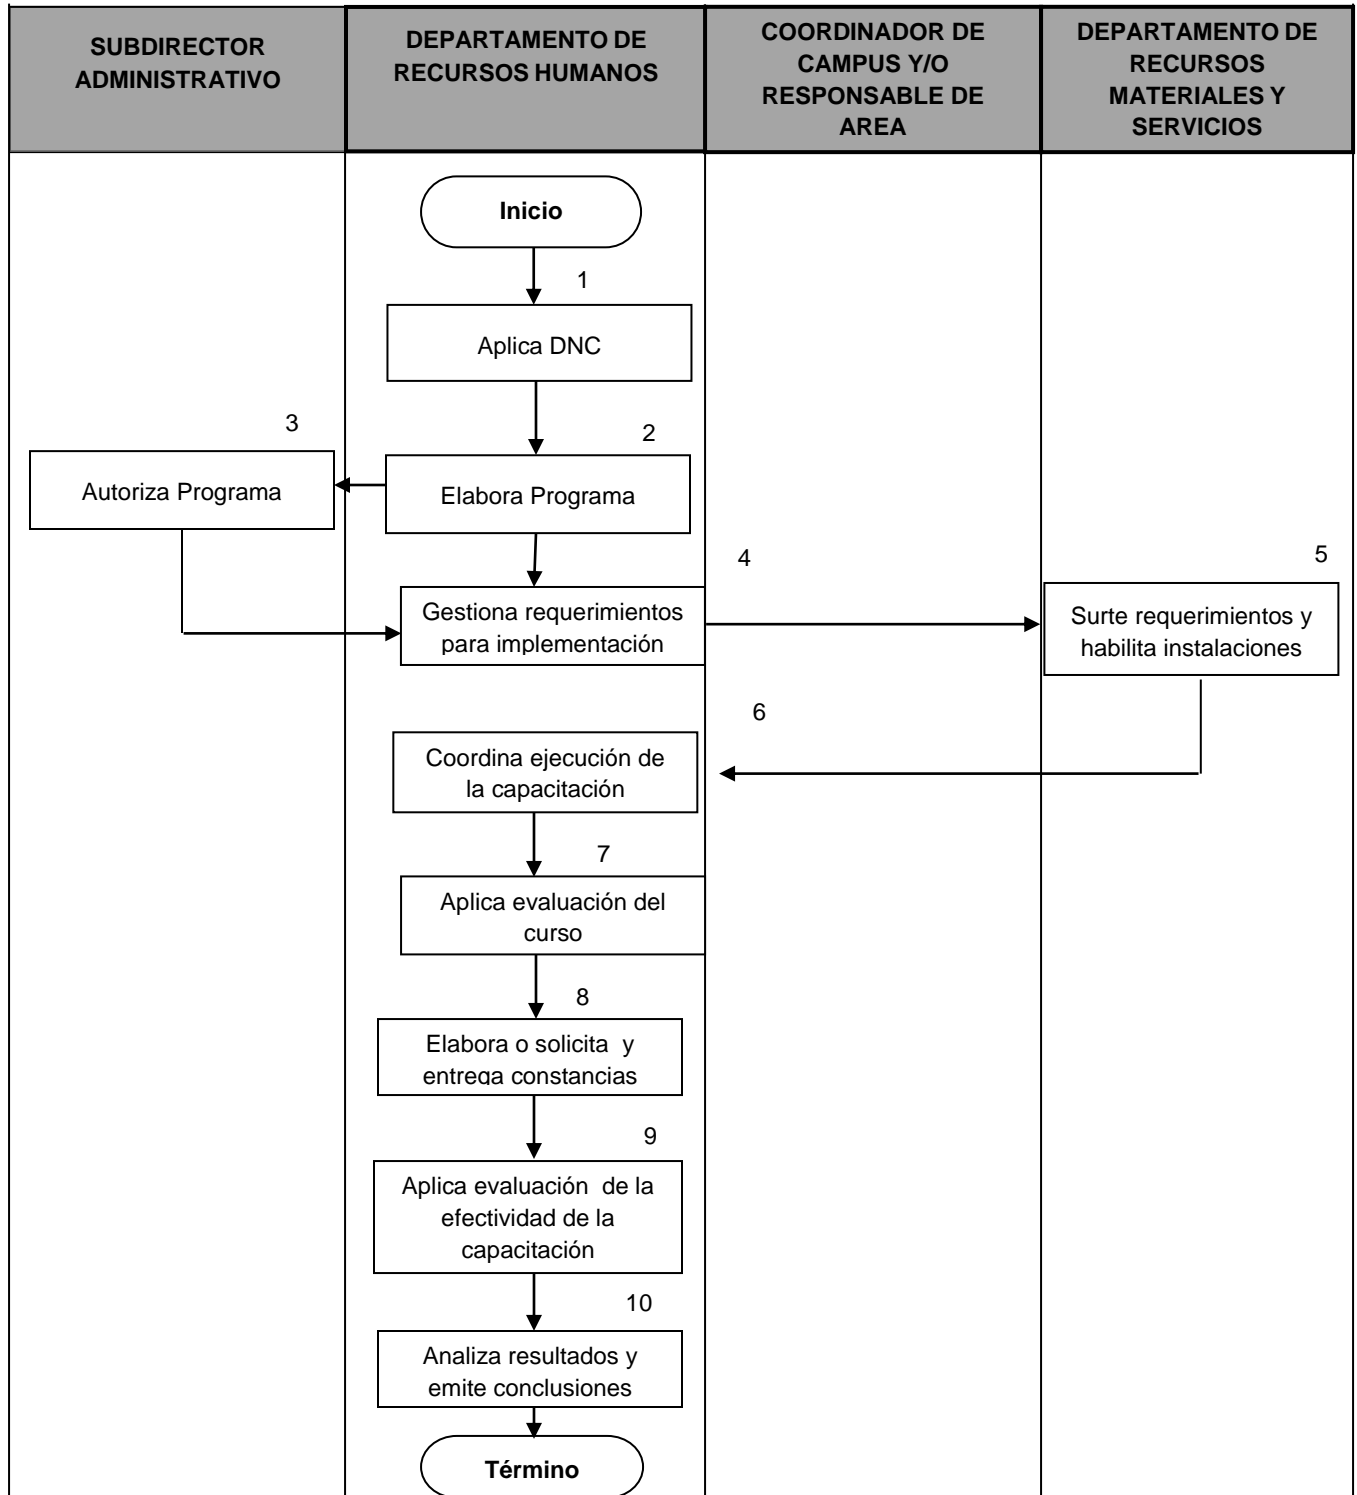 SUBDIRECTOR
ADMINISTRATIVO
DEPARTAMENTO DE
RECURSOS HUMANOS
COORDINADOR DE
CAMPUS Y/O
RESPONSABLE DE
AREA
DEPARTAMENTO DE
RECURSOS
MATERIALES Y
SERVICIOS
Inicio
1
Aplica DNC
2
Elabora Programa
3
Autoriza Programa
4
Gestiona requerimientos
para implementación
5
Surte requerimientos y
habilita instalaciones
6
Coordina ejecución de
la capacitación
7
Aplica evaluación del
curso
8
Elabora o solicita  y
entrega constancias
9
Aplica evaluación  de la
efectividad de la
capacitación
10
Analiza resultados y
emite conclusiones
Término